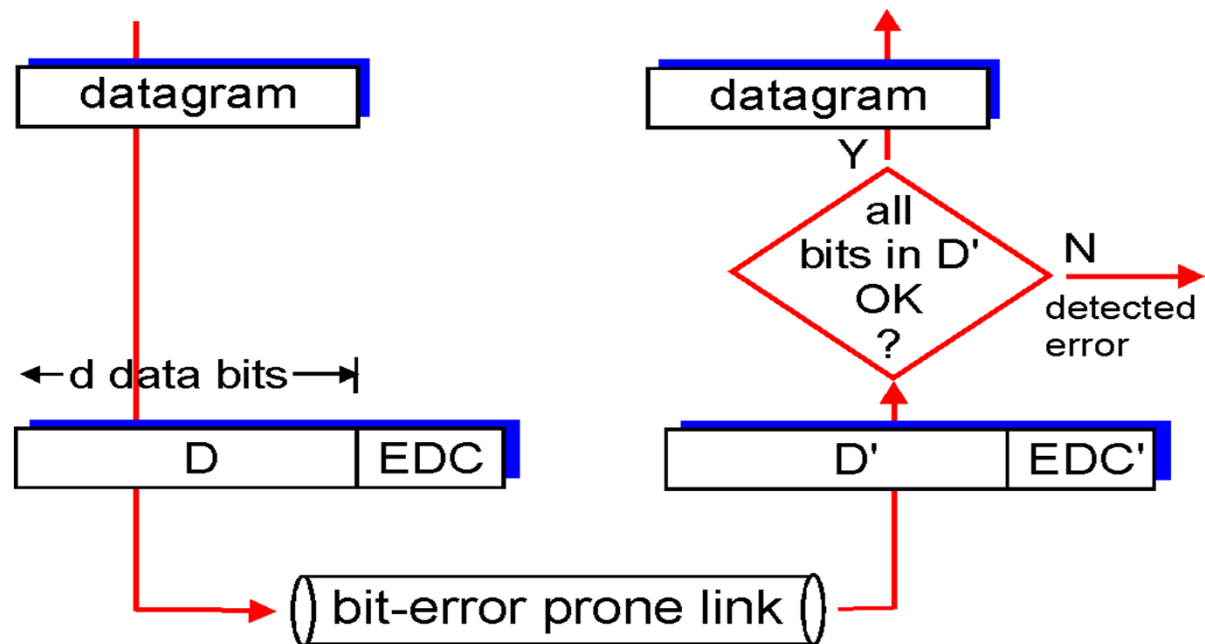 datagram
d data bits
D
EDC
bit-error prone link
D'
EDC'
all
bits in D'
OK
?
Y
N
detected
error
datagram